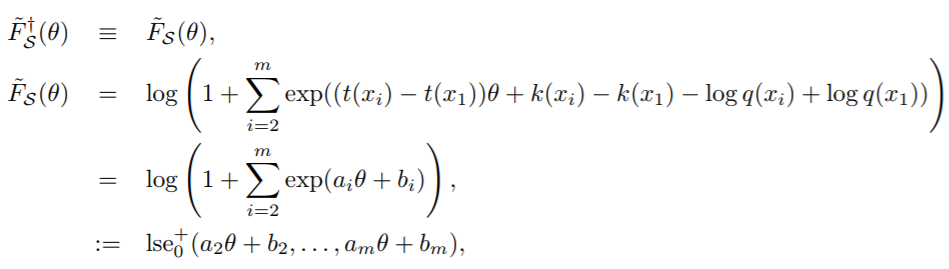 F̃†_𝒮(θ) ≡ F̃_𝒮(θ),
F̃_𝒮(θ) = log ( 1 + ∑_{i=2}^{m} exp((t(x_i) − t(x_1))θ + k(x_i) − k(x_1) − log q(x_i) + log q(x_1)) )
= log ( 1 + ∑_{i=2}^{m} exp(a_iθ + b_i) ) ,
:= lse_0^+(a_2θ + b_2, . . . , a_mθ + b_m),